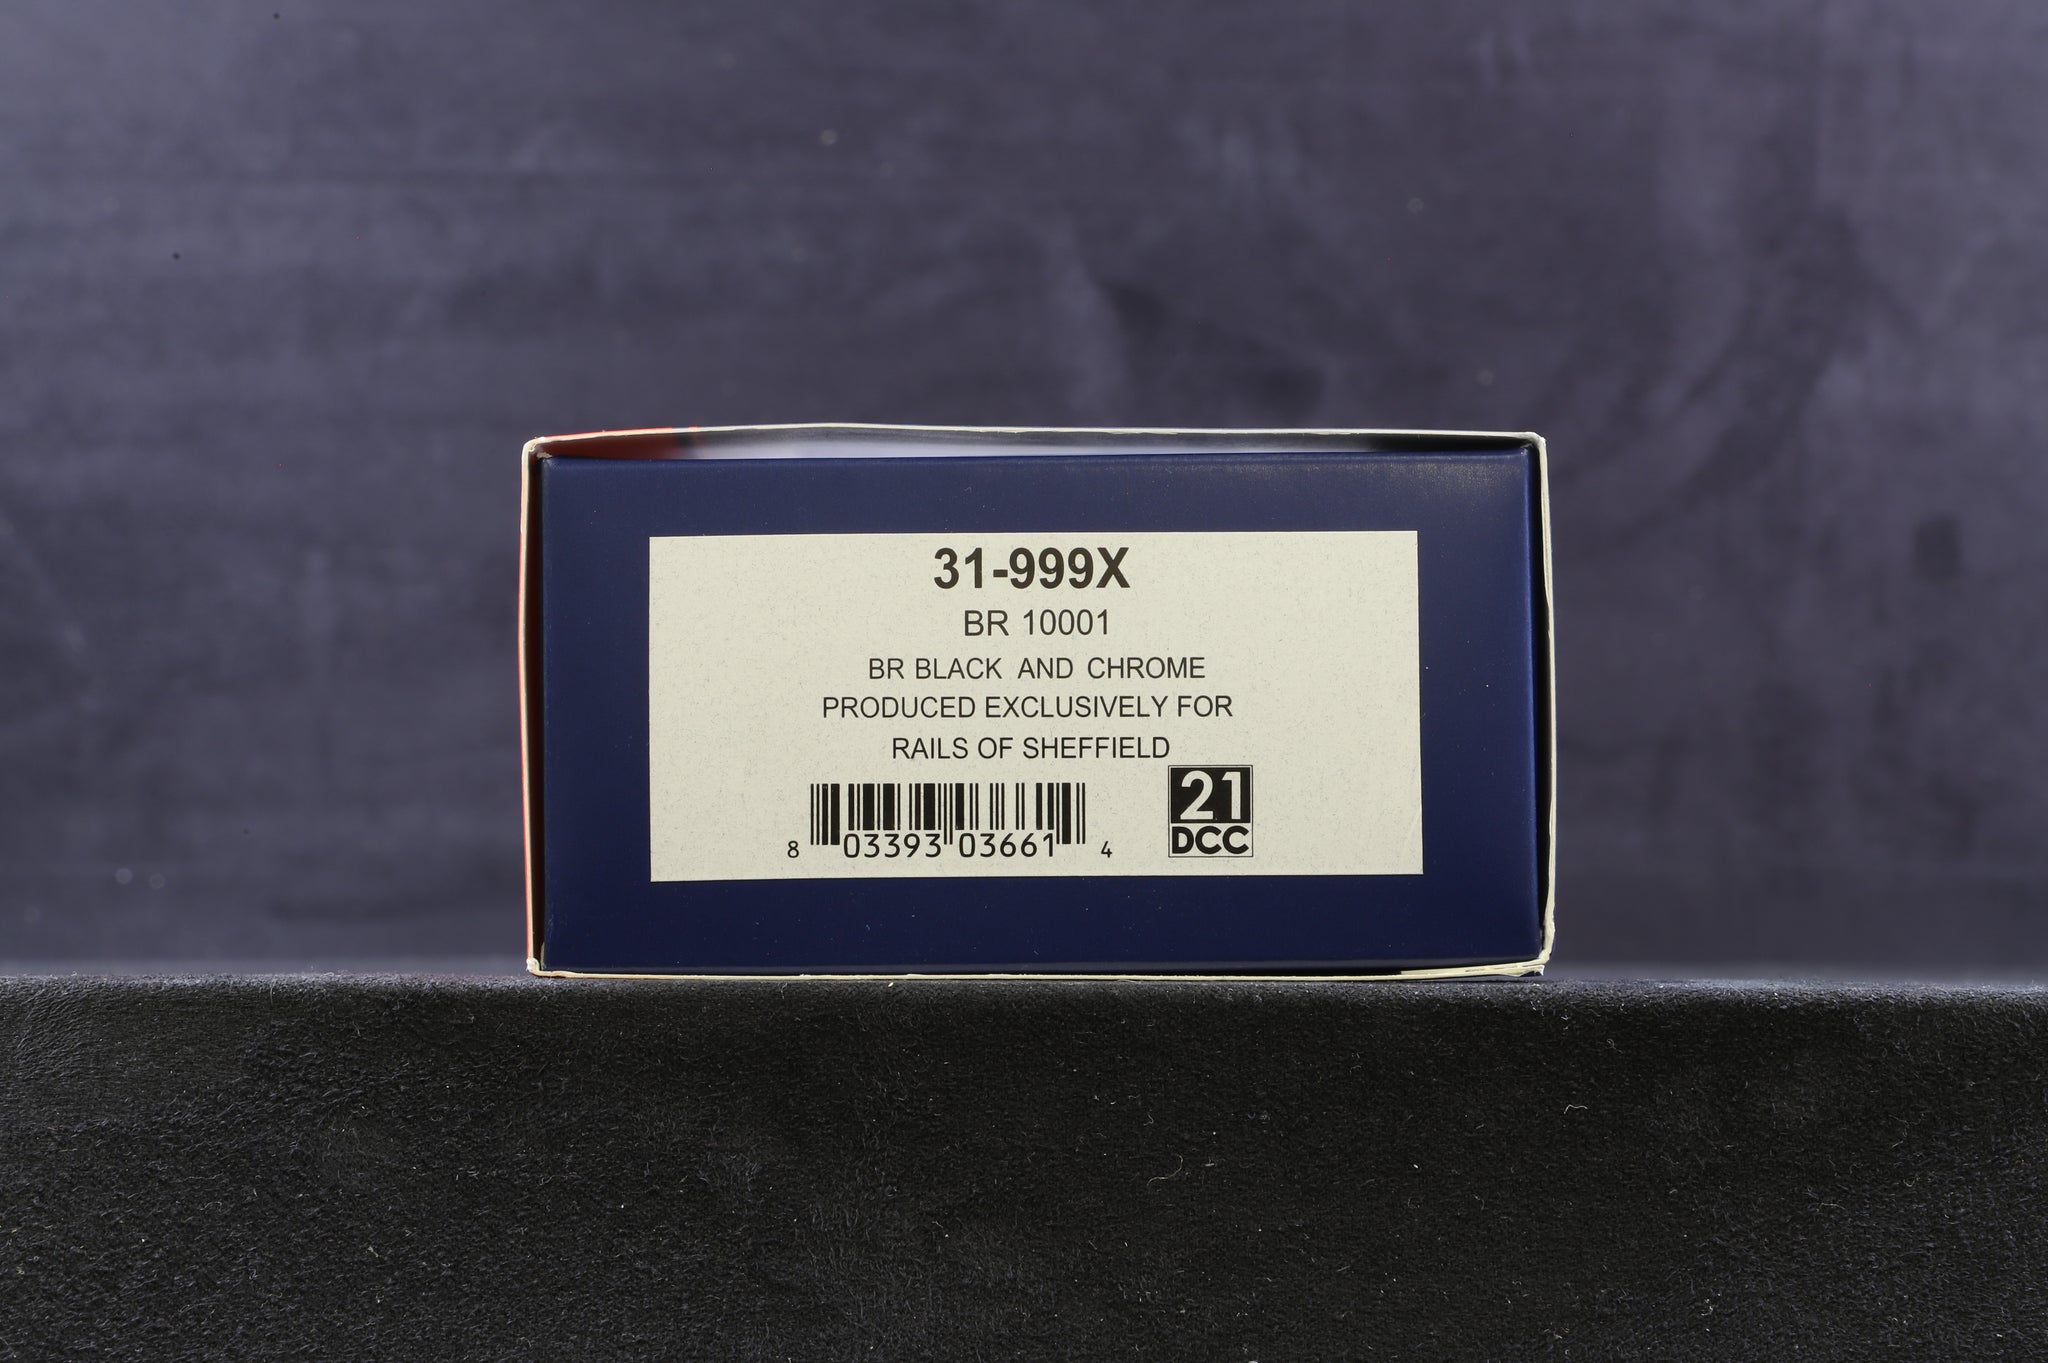 31-999X
BR 10001
BR BLACK AND CHROME
PRODUCED EXCLUSIVELY FOR
RAILS OF SHEFFIELD
8 03393 03661 4
21
DCC